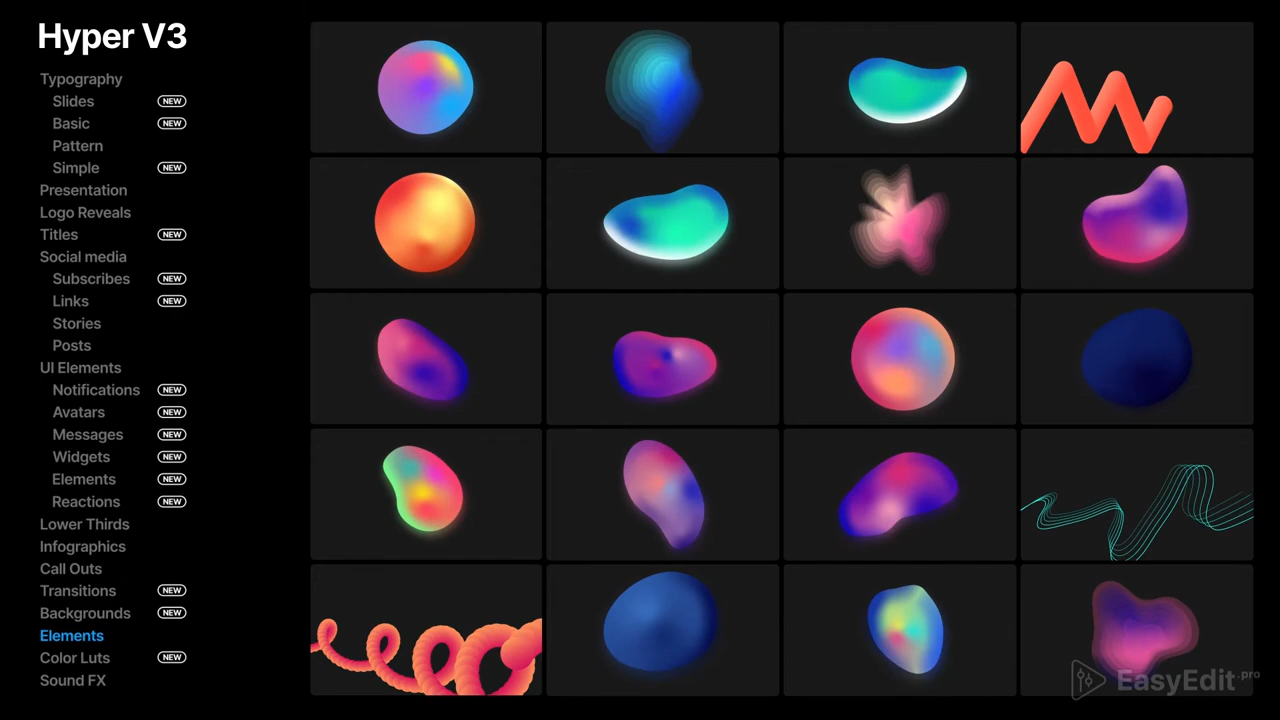 Hyper V3
Typography
Slides NEW
Basic NEW
Pattern
Simple NEW
Presentation
Logo Reveals
Titles NEW
Social media
Subscribes NEW
Links NEW
Stories
Posts
UI Elements
Notifications NEW
Avatars NEW
Messages NEW
Widgets NEW
Elements NEW
Reactions NEW
Lower Thirds
Infographics
Call Outs
Transitions NEW
Backgrounds NEW
Elements
Color Luts NEW
Sound FX
EasyEdit.pro